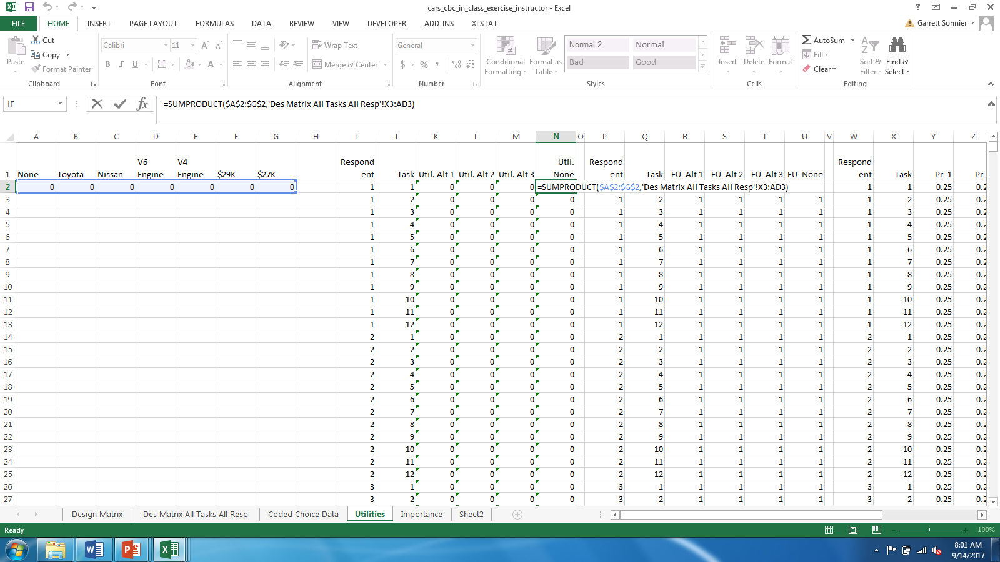 cars_cbc_in_class_exercise_instructor - Excel
FILE HOME INSERT PAGE LAYOUT FORMULAS DATA REVIEW VIEW DEVELOPER ADD-INS XLSTAT Garrett Sonnier
Paste Cut Copy Format Painter Clipboard
Calibri 11 B I U A Font
Wrap Text Merge & Center Alignment
General $ % Number
Conditional Formatting Format as Table Normal 2 Normal Bad Good Styles
Insert Delete Format Cells
AutoSum Fill Clear Sort & Filter Find & Select Editing
IF fx =SUMPRODUCT($A$2:$G$2,'Des Matrix All Tasks All Resp'!X3:AD3)
A B C D E F G H I J K L M N O P Q R S T U V W X Y Z
1 None Toyota Nissan V6 Engine V4 Engine $29K $27K Respondent Task Util. Alt 1 Util. Alt 2 Util. Alt 3 Util. None Respondent Task EU_Alt 1 EU_Alt 2 EU_Alt 3 EU_None Respondent Task Pr_1 Pr_
2 0 0 0 0 0 0 0 1 1 0 0 0 =SUMPRODUCT($A$2:$G$2,'Des Matrix All Tasks All Resp'!X3:AD3) 1 1 0.25 0.2
3 1 2 0 0 0 0 1 2 1 1 1 1 1 2 0.25 0.2
4 1 3 0 0 0 0 1 3 1 1 1 1 1 3 0.25 0.2
5 1 4 0 0 0 0 1 4 1 1 1 1 1 4 0.25 0.2
6 1 5 0 0 0 0 1 5 1 1 1 1 1 5 0.25 0.2
7 1 6 0 0 0 0 1 6 1 1 1 1 1 6 0.25 0.2
8 1 7 0 0 0 0 1 7 1 1 1 1 1 7 0.25 0.2
9 1 8 0 0 0 0 1 8 1 1 1 1 1 8 0.25 0.2
10 1 9 0 0 0 0 1 9 1 1 1 1 1 9 0.25 0.2
11 1 10 0 0 0 0 1 10 1 1 1 1 1 10 0.25 0.2
12 1 11 0 0 0 0 1 11 1 1 1 1 1 11 0.25 0.2
13 1 12 0 0 0 0 1 12 1 1 1 1 1 12 0.25 0.2
14 2 1 0 0 0 0 2 1 1 1 1 1 2 1 0.25 0.2
15 2 2 0 0 0 0 2 2 1 1 1 1 2 2 0.25 0.2
16 2 3 0 0 0 0 2 3 1 1 1 1 2 3 0.25 0.2
17 2 4 0 0 0 0 2 4 1 1 1 1 2 4 0.25 0.2
18 2 5 0 0 0 0 2 5 1 1 1 1 2 5 0.25 0.2
19 2 6 0 0 0 0 2 6 1 1 1 1 2 6 0.25 0.2
20 2 7 0 0 0 0 2 7 1 1 1 1 2 7 0.25 0.2
21 2 8 0 0 0 0 2 8 1 1 1 1 2 8 0.25 0.2
22 2 9 0 0 0 0 2 9 1 1 1 1 2 9 0.25 0.2
23 2 10 0 0 0 0 2 10 1 1 1 1 2 10 0.25 0.2
24 2 11 0 0 0 0 2 11 1 1 1 1 2 11 0.25 0.2
25 2 12 0 0 0 0 2 12 1 1 1 1 2 12 0.25 0.2
26 3 1 0 0 0 0 3 1 1 1 1 1 3 1 0.25 0.2
27 3 2 0 0 0 0 3 2 1 1 1 1 3 2 0.25 0.2
Design Matrix Des Matrix All Tasks All Resp Coded Choice Data Utilities Importance Sheet2
Ready 100%
8:01 AM
9/14/2017